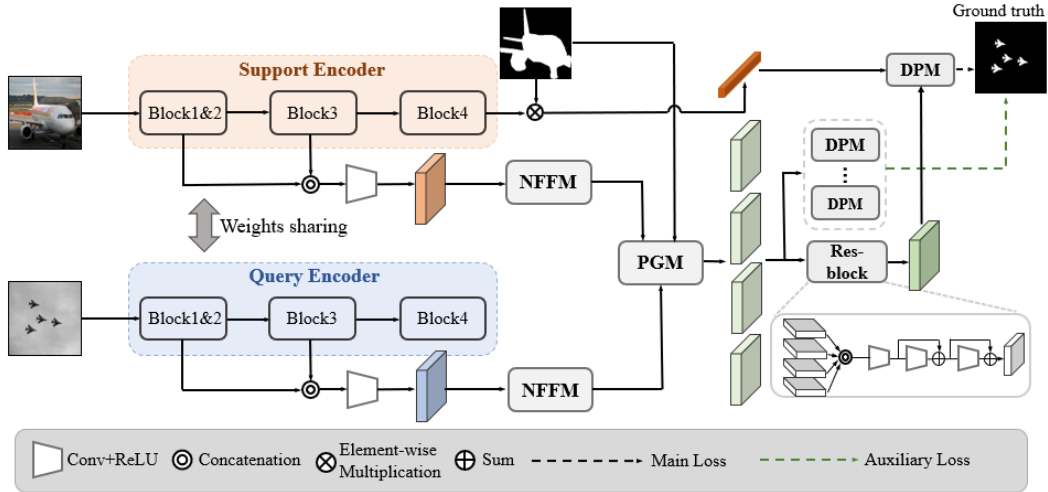 Ground truth
Support Encoder
DPM
Block1&2
Block3
Block4
DPM
DPM
NFFM
Weights sharing
PGM
Res-
block
Query Encoder
Block1&2
Block3
Block4
NFFM
Conv+ReLU
Concatenation
Element-wise
Multiplication
Sum
Main Loss
Auxiliary Loss